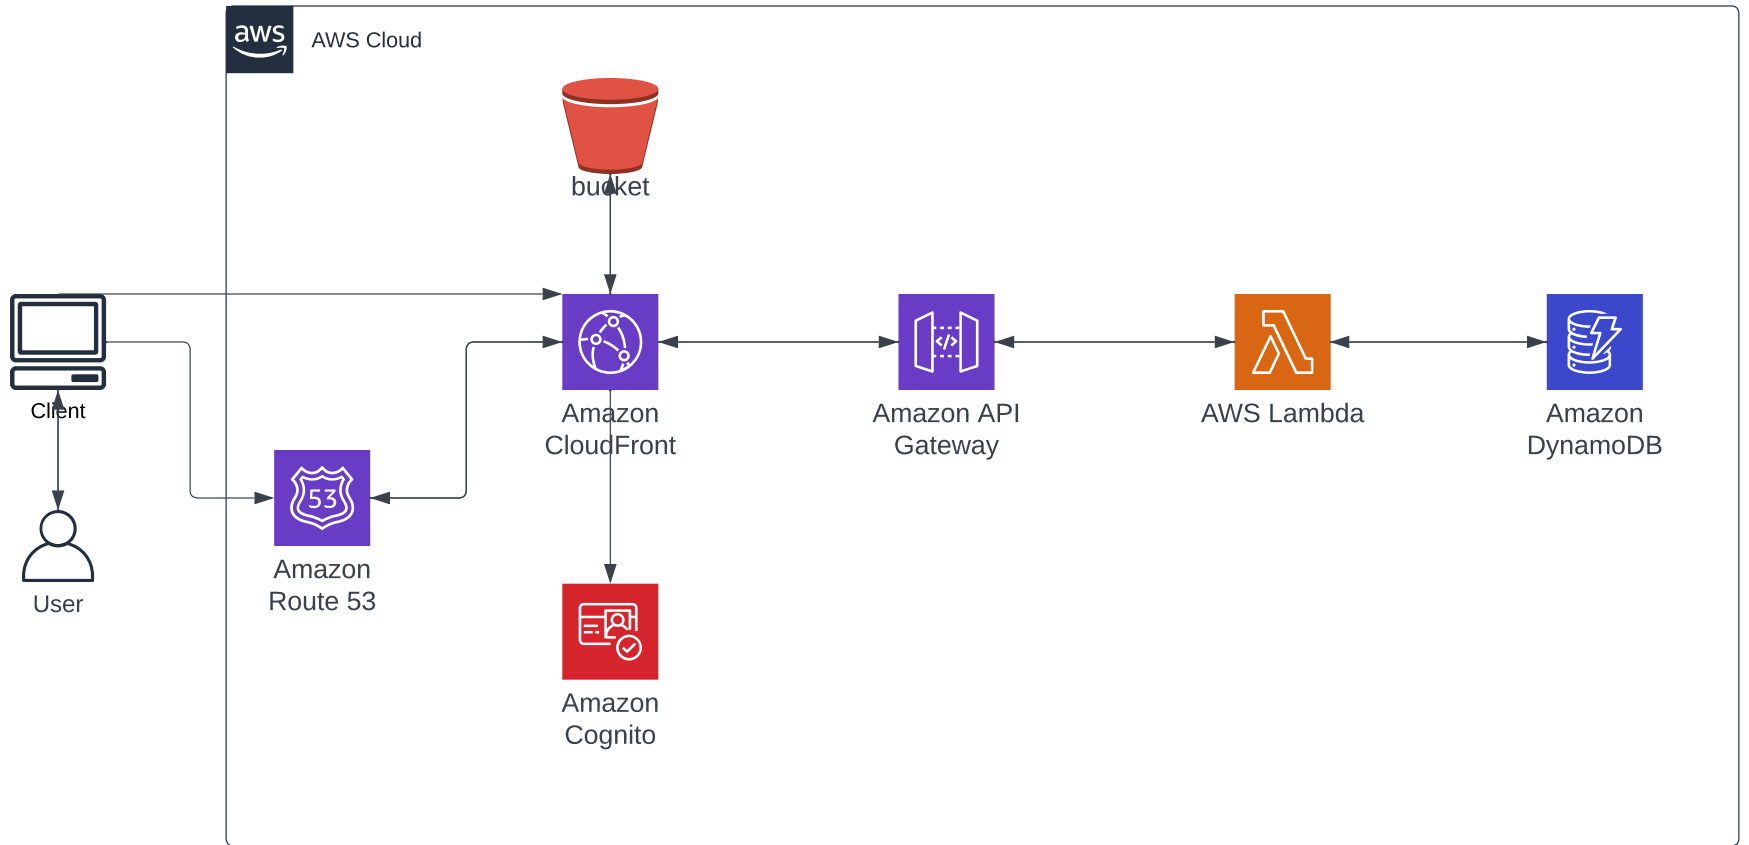 aws
AWS Cloud
bucket
Client
Amazon
CloudFront
Amazon API
Gateway
</>
AWS Lambda
Amazon
DynamoDB
53
Amazon
Route 53
User
Amazon
Cognito